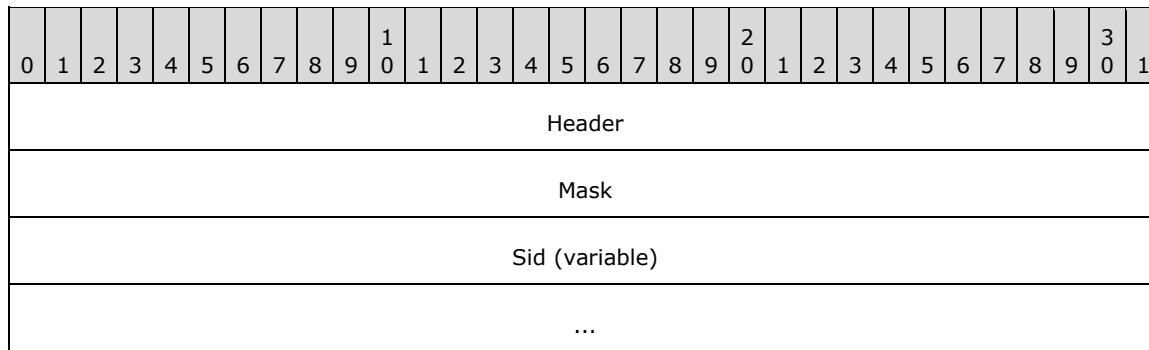 1 2 3
0 1 2 3 4 5 6 7 8 9 0 1 2 3 4 5 6 7 8 9 0 1 2 3 4 5 6 7 8 9 0 1
Header
Mask
Sid (variable)
...